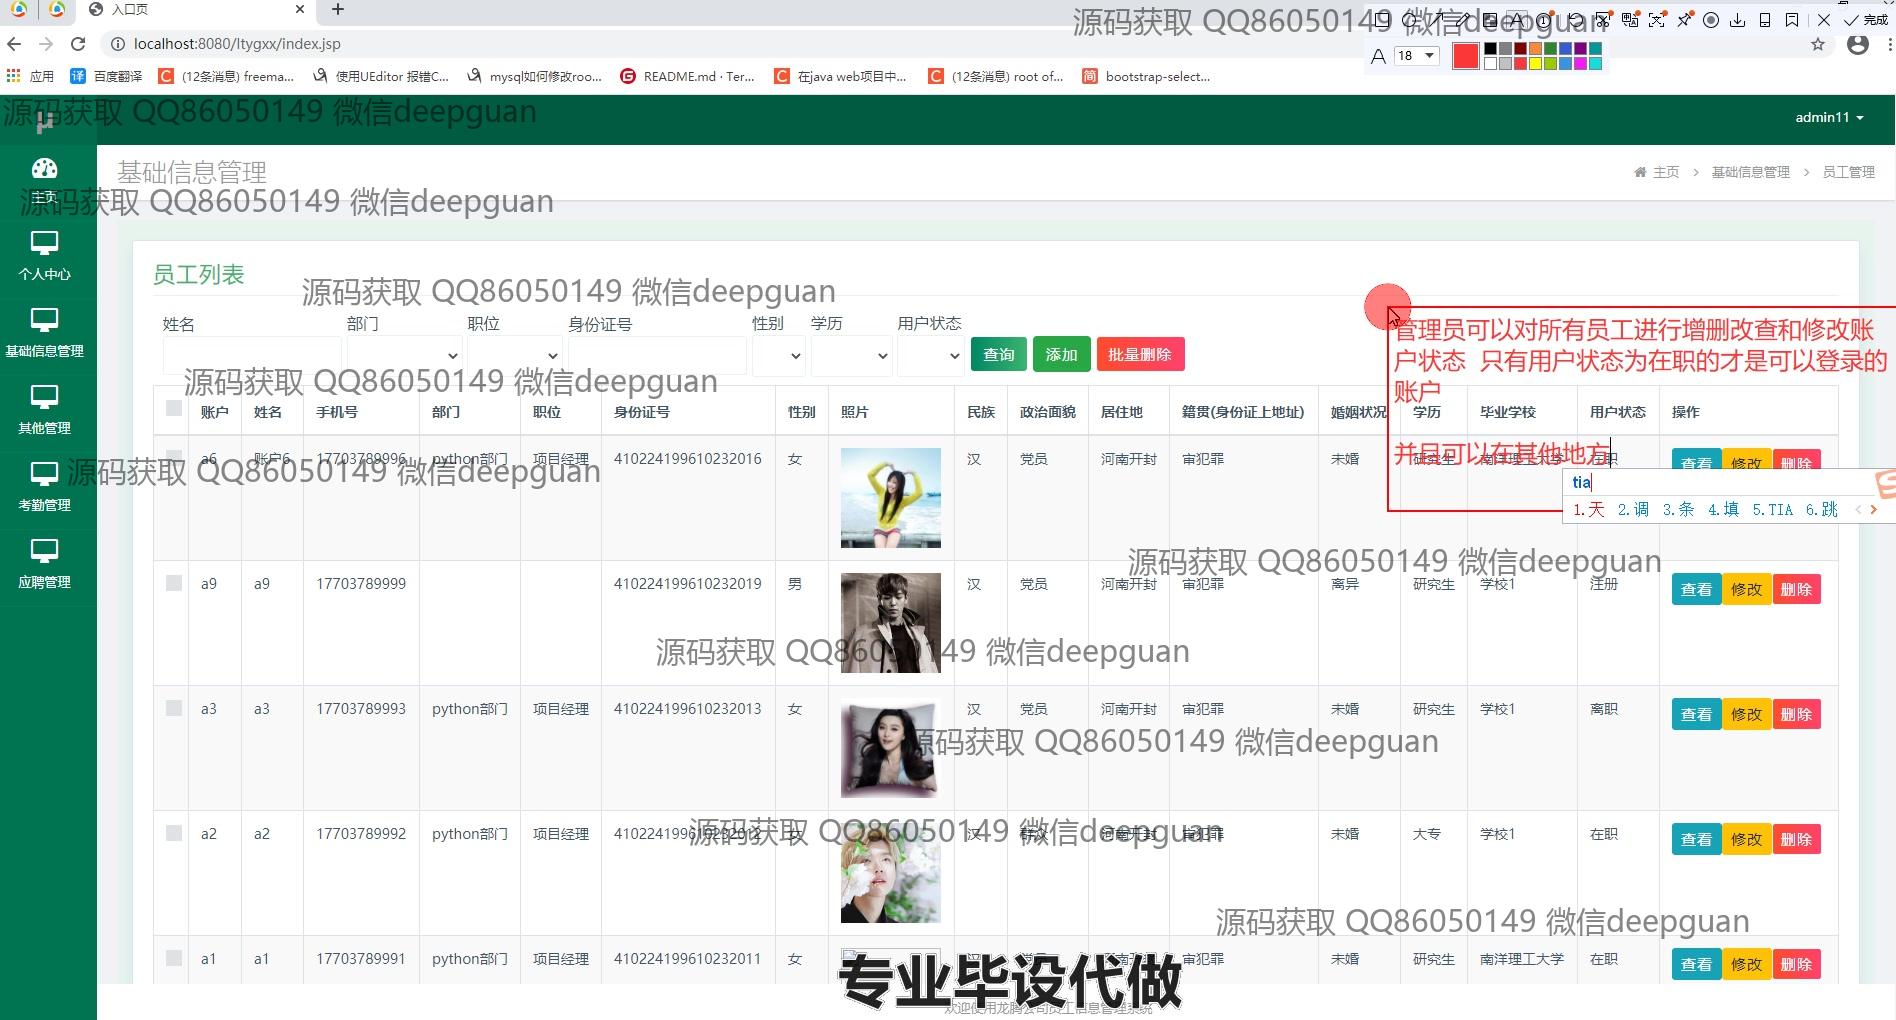 入口页
localhost:8080/ltygxx/index.jsp
完成
应用 百度翻译 (12条消息) freema... 使用UEditor 报错C... mysql如何修改roo... README.md · Ter... 在java web项目中... (12条消息) root of... bootstrap-select...
A 18
源码获取 QQ86050149 微信deepguan
源码获取 QQ86050149 微信deepguan
admin11
主页
个人中心
基础信息管理
其他管理
考勤管理
应聘管理
基础信息管理
主页 > 基础信息管理 > 员工管理
源码获取 QQ86050149 微信deepguan
员工列表
源码获取 QQ86050149 微信deepguan
姓名 部门 职位 身份证号 性别 学历 用户状态
查询 添加 批量删除
管理员可以对所有员工进行增删改查和修改账
户状态 只有用户状态为在职的才是可以登录的
账户
并且可以在其他地方
tia
1.天 2.调 3.条 4.填 5.TIA 6.跳
源码获取 QQ86050149 微信deepguan
账户 姓名 手机号 部门 职位 身份证号 性别 照片 民族 政治面貌 居住地 籍贯(身份证上地址) 婚姻状况 学历 毕业学校 用户状态 操作
a6 账户6 17703789996 python部门 项目经理 410224199610232016 女 汉 党员 河南开封 审犯罪 未婚 研究生 南洋理工大学 在职 查看 修改 删除
源码获取 QQ86050149 微信deepguan
源码获取 QQ86050149 微信deepguan
a9 a9 17703789999 410224199610232019 男 汉 党员 河南开封 审犯罪 离异 研究生 学校1 注册 查看 修改 删除
源码获取 QQ86050149 微信deepguan
a3 a3 17703789993 python部门 项目经理 410224199610232013 女 汉 党员 河南开封 审犯罪 未婚 研究生 学校1 离职 查看 修改 删除
源码获取 QQ86050149 微信deepguan
a2 a2 17703789992 python部门 项目经理 410224199610232012 女 汉 群众 河南开封 审犯罪 未婚 大专 学校1 在职 查看 修改 删除
源码获取 QQ86050149 微信deepguan
源码获取 QQ86050149 微信deepguan
a1 a1 17703789991 python部门 项目经理 410224199610232011 女 汉 党员 河南开封 审犯罪 未婚 研究生 南洋理工大学 在职 查看 修改 删除
专业毕设代做
欢迎使用龙腾公司员工信息管理系统